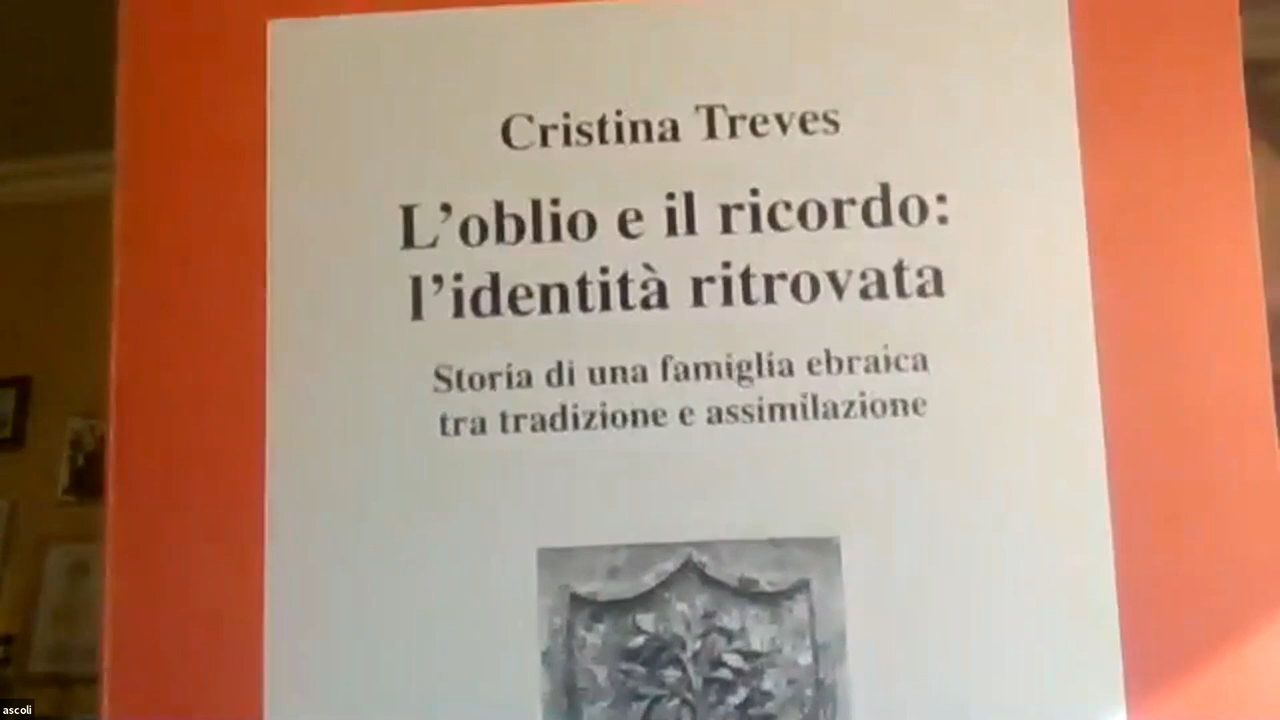 Cristina Treves
L'oblio e il ricordo:
l'identità ritrovata
Storia di una famiglia ebraica
tra tradizione e assimilazione
ascoli